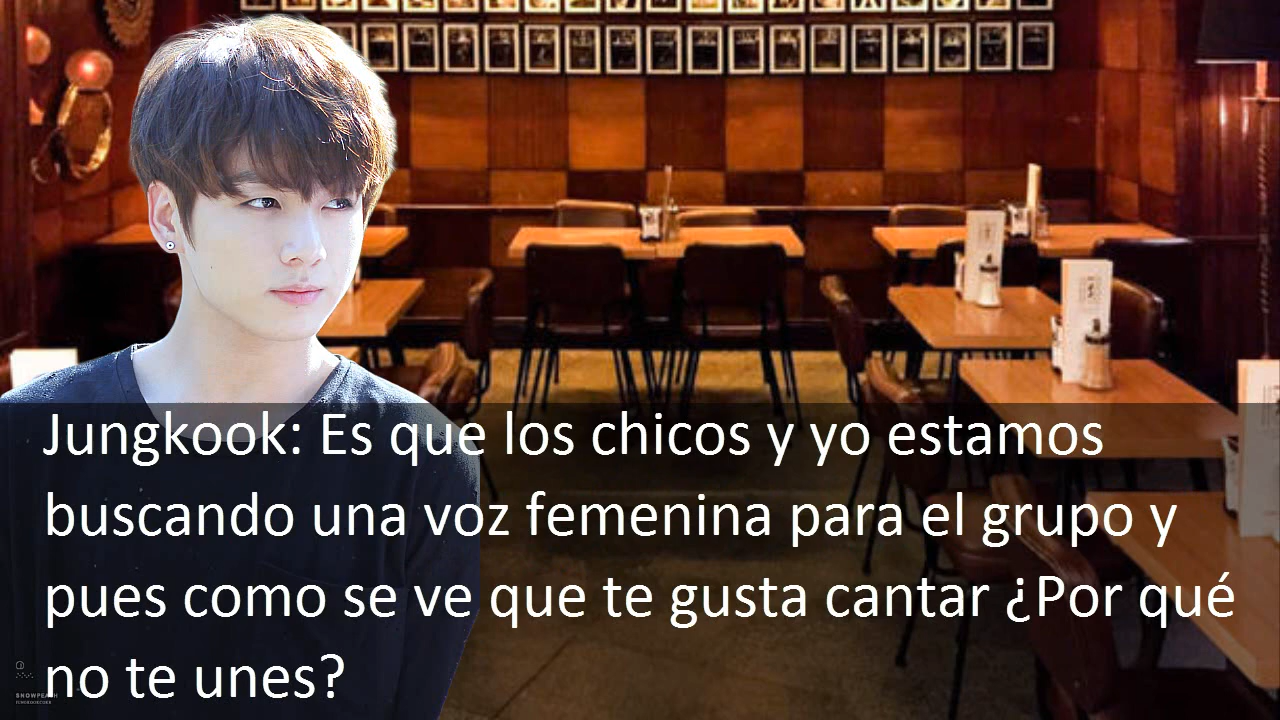 Jungkook: Es que los chicos y yo estamos
buscando una voz femenina para el grupo y
pues como se ve que te gusta cantar ¿Por qué
no te unes?